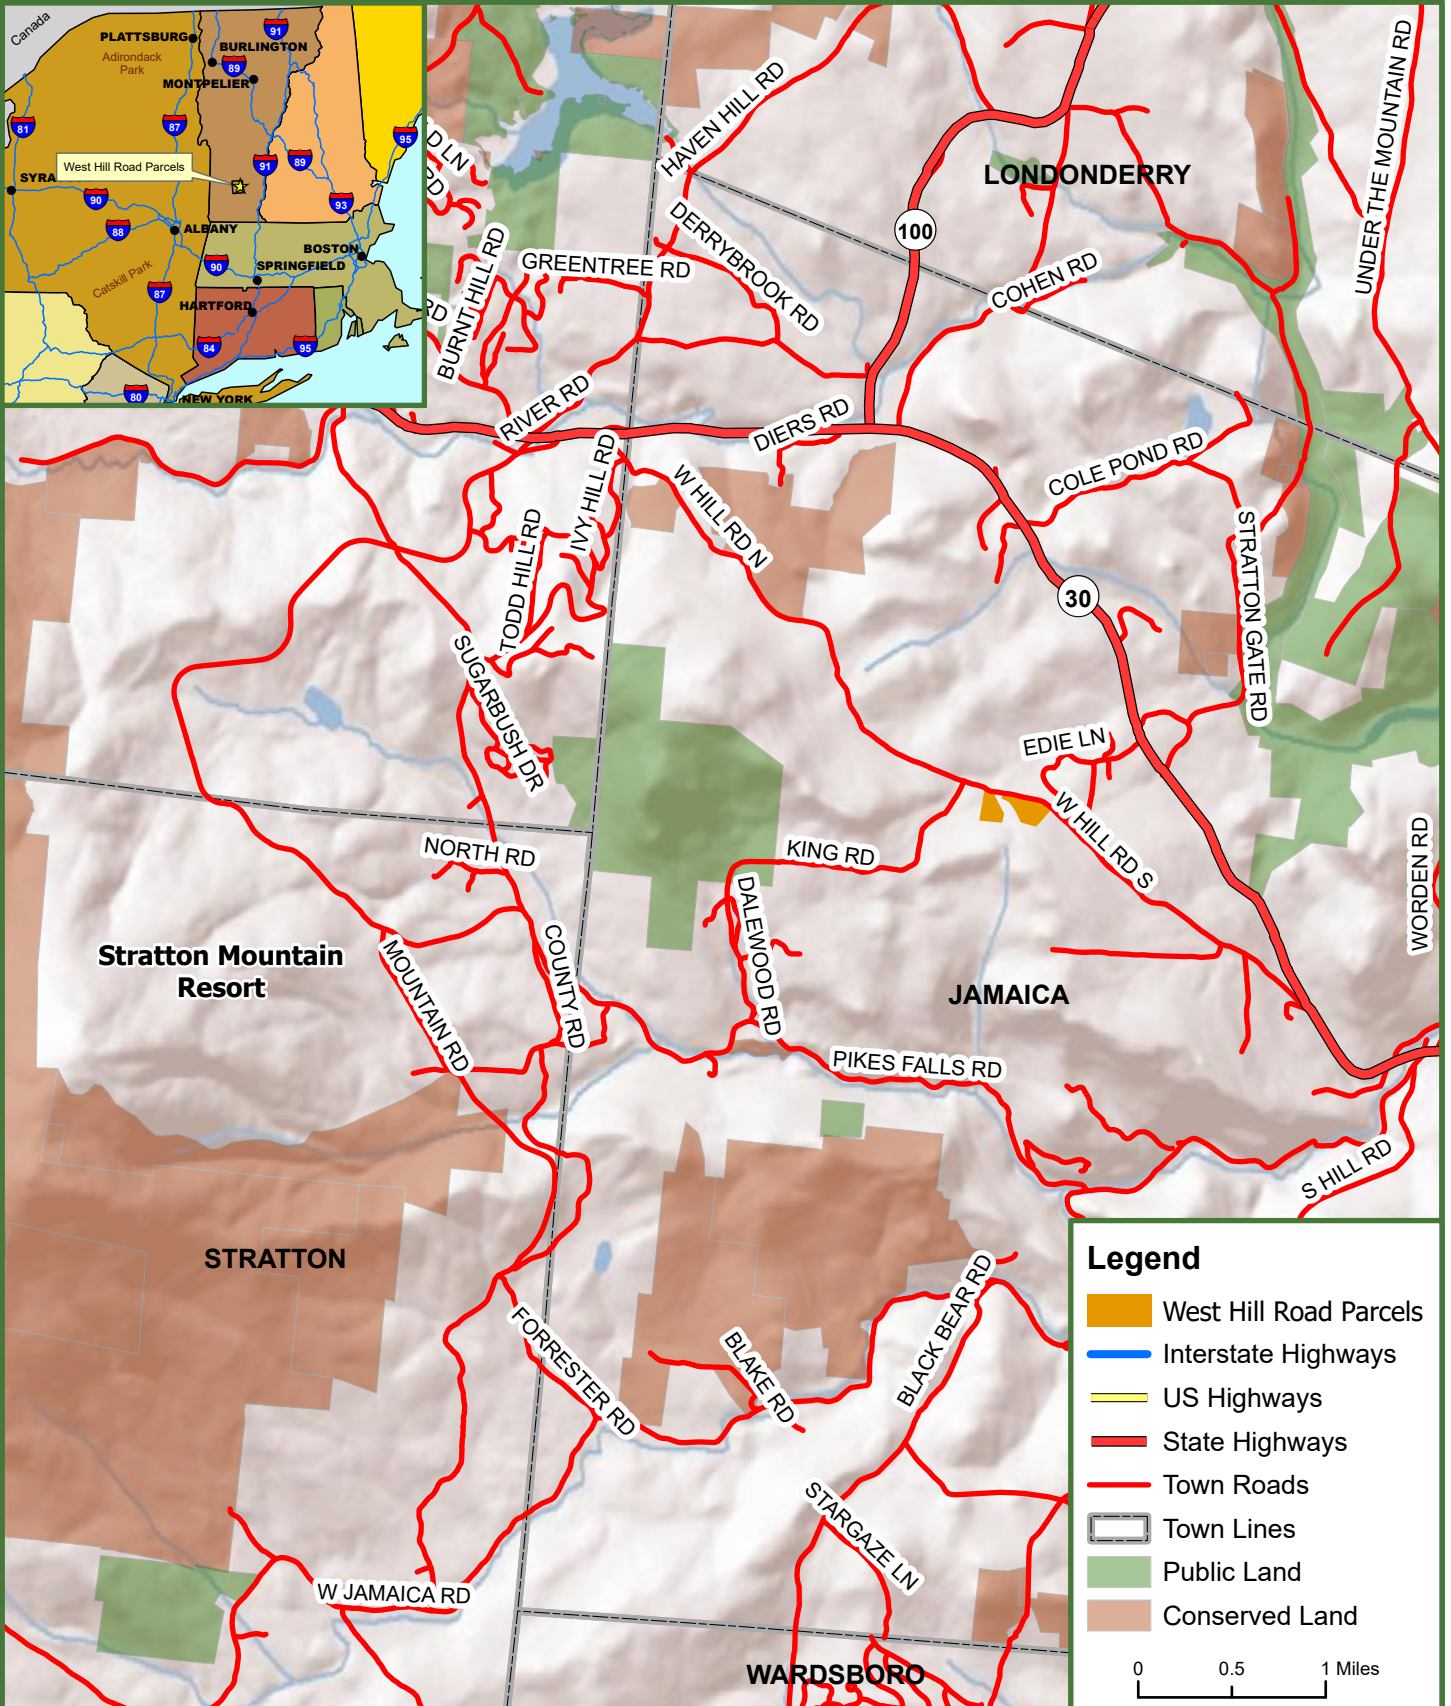 Canada
PLATTSBURG
Adirondack
Park
BURLINGTON
MONTPELIER
91
89
81
87
95
West Hill Road Parcels
91
89
SYRA
90
93
88
ALBANY
BOSTON
90
SPRINGFIELD
Catskill Park
87
HARTFORD
84
95
80
NEW YORK
D LN
RD
RD
HAVEN HILL RD
LONDONDERRY
UNDER THE MOUNTAIN RD
100
DERRYBROOK RD
GREENTREE RD
BURNT HILL RD
COHEN RD
RIVER RD
DIERS RD
IVY HILL RD
W HILL RD N
COLE POND RD
TODD HILL RD
STRATTON GATE RD
30
SUGARBUSH DR
EDIE LN
W HILL RD S
NORTH RD
KING RD
WORDEN RD
DALEWOOD RD
Stratton Mountain
Resort
MOUNTAIN RD
COUNTY RD
JAMAICA
PIKES FALLS RD
S HILL RD
STRATTON
BLACK BEAR RD
FORRESTER RD
BLAKE RD
STARGAZE LN
W JAMAICA RD
WARDSBORO
Legend
West Hill Road Parcels
Interstate Highways
US Highways
State Highways
Town Roads
Town Lines
Public Land
Conserved Land
0 0.5 1 Miles